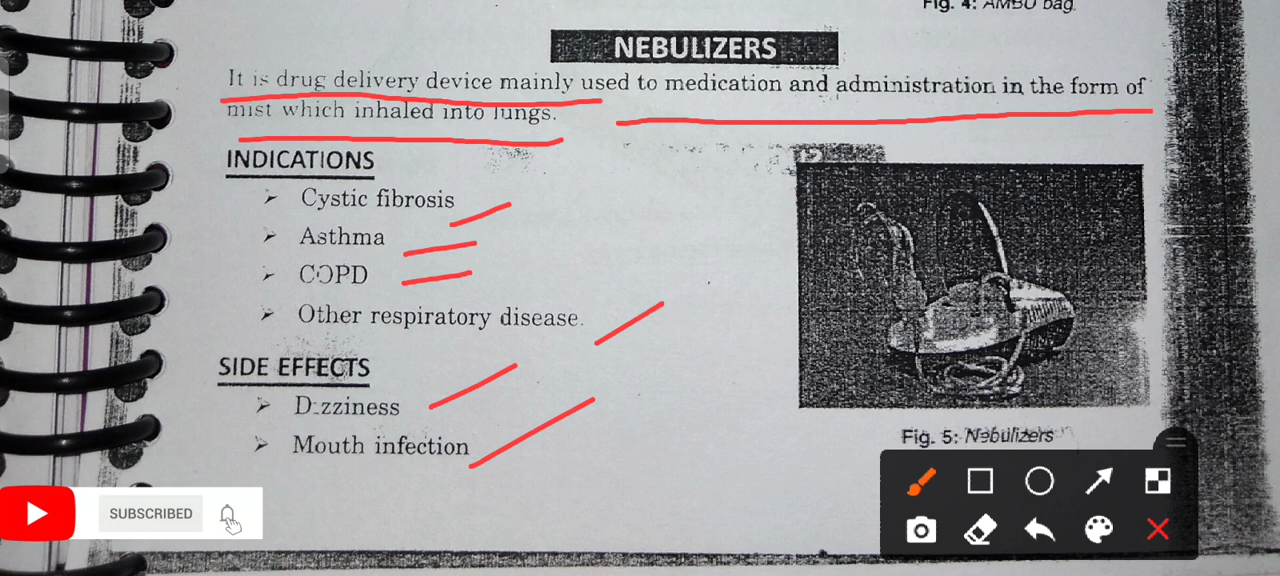 Fig. 4: AMBU bag.
NEBULIZERS
It is drug delivery device mainly used to medication and administration in the form of
mist which inhaled into lungs.
INDICATIONS
➢ Cystic fibrosis
➢ Asthma
➢ COPD
➢ Other respiratory disease.
SIDE EFFECTS
➢ Dizziness
➢ Mouth infection
Fig. 5: Nebulizers
SUBSCRIBED